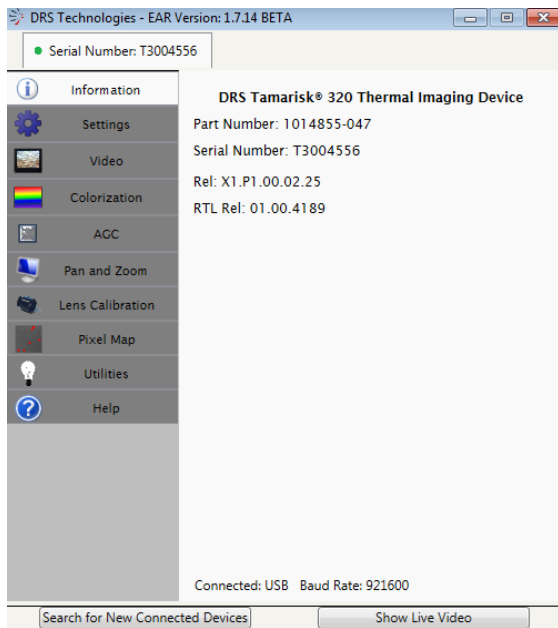 DRS Technologies - EAR Version: 1.7.14 BETA
Serial Number: T3004556
Information
Settings
Video
Colorization
AGC
Pan and Zoom
Lens Calibration
Pixel Map
Utilities
Help
DRS Tamarisk® 320 Thermal Imaging Device
Part Number: 1014855-047
Serial Number: T3004556
Rel: X1.P1.00.02.25
RTL Rel: 01.00.4189
Connected: USB Baud Rate: 921600
Search for New Connected Devices
Show Live Video